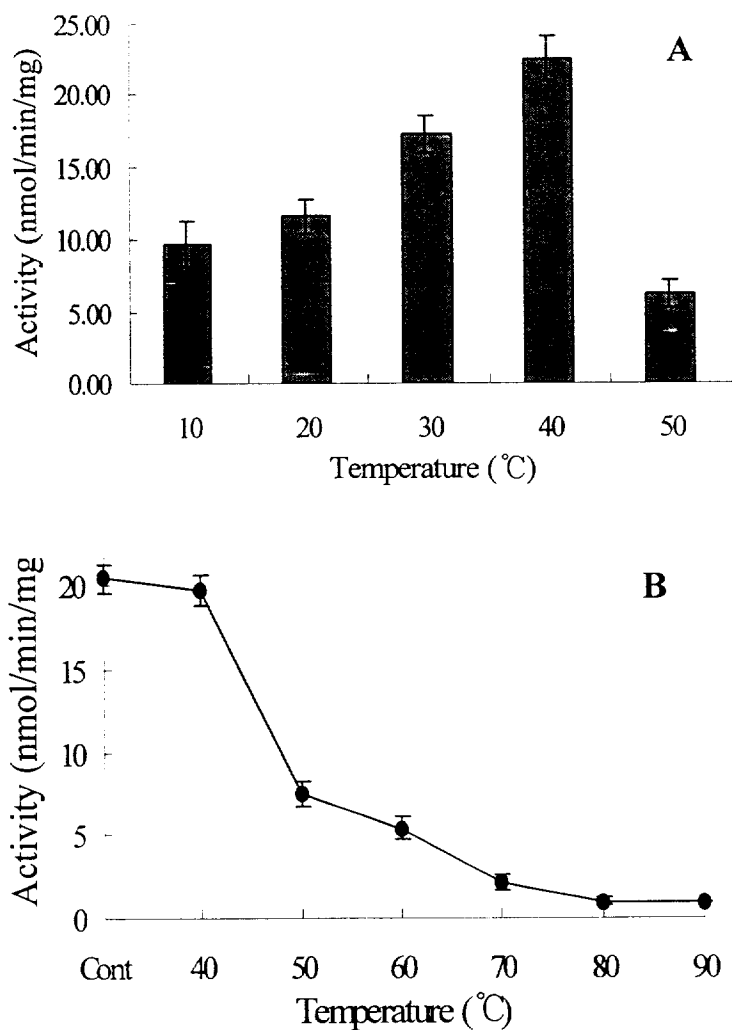 A
Activity (nmol/min/mg)
25.00
20.00
15.00
10.00
5.00
0.00
10 20 30 40 50
Temperature (℃)
B
Activity (nmol/min/mg
20
15
10
5
0
Cont 40 50 60 70 80 90
Temperature (℃)